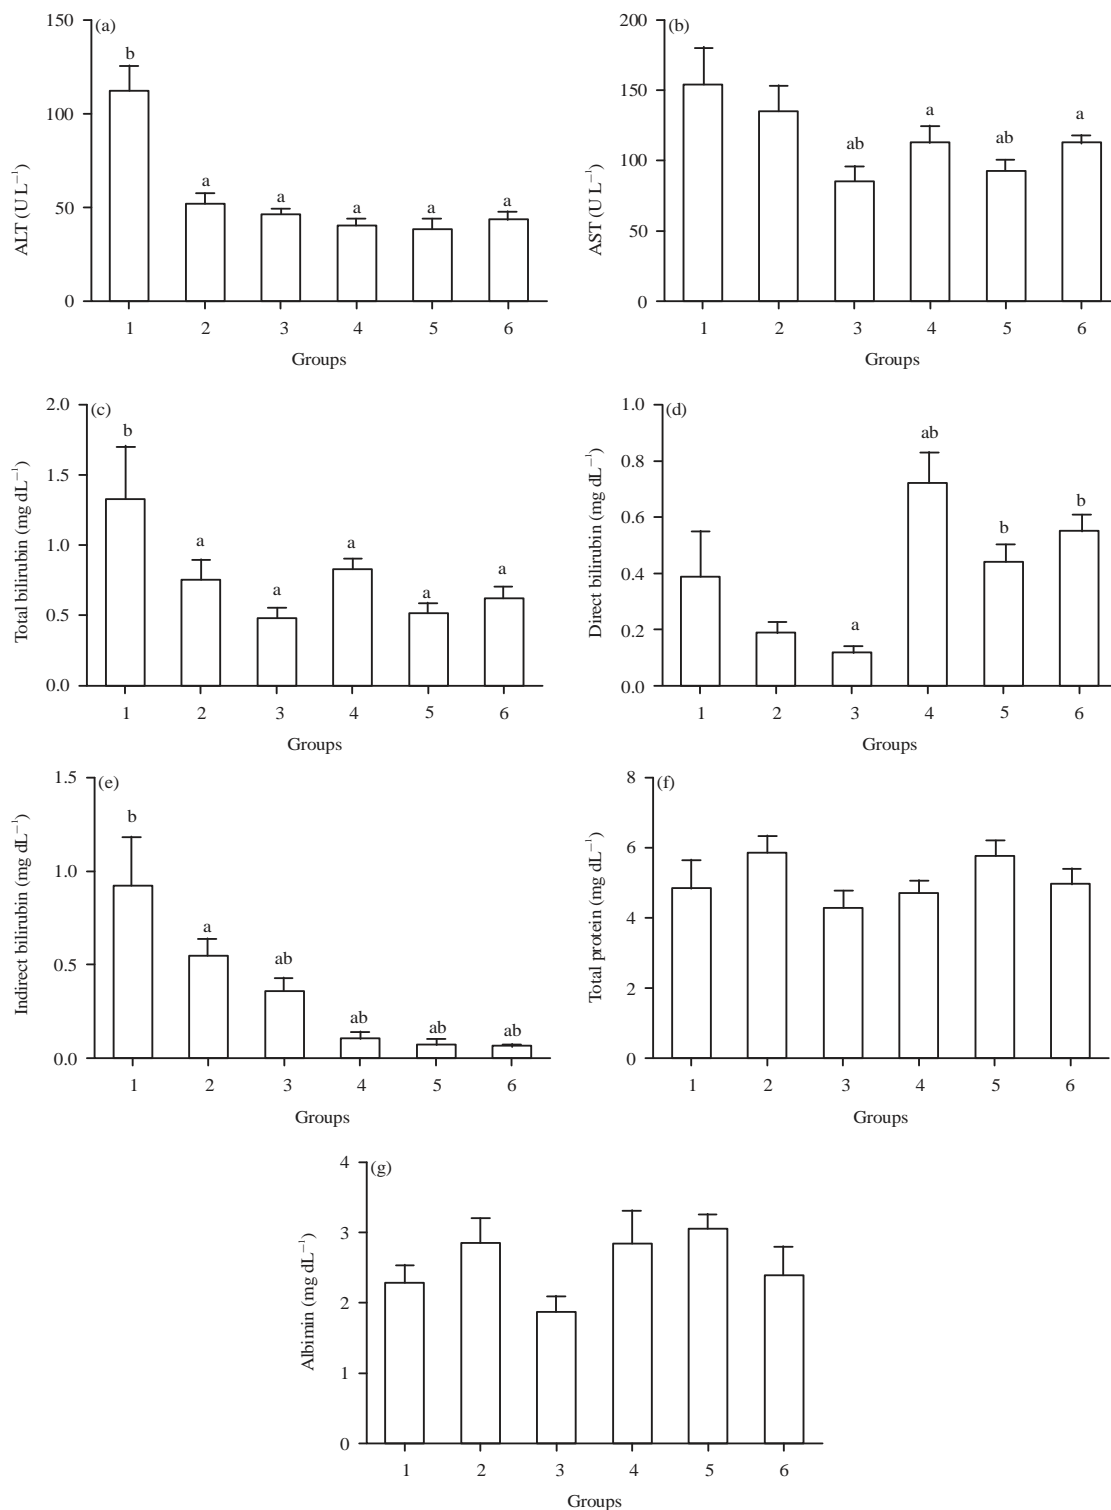 (a)
150
100
50
0
ALT (U L⁻¹)
b
a
a
a
a
a
1 2 3 4 5 6
Groups
(b)
200
150
100
50
0
AST (U L⁻¹)
ab
a
ab
a
1 2 3 4 5 6
Groups
(c)
2.0
1.5
1.0
0.5
0.0
Total bilirubin (mg dL⁻¹)
b
a
a
a
a
a
1 2 3 4 5 6
Groups
(d)
1.0
0.8
0.6
0.4
0.2
0.0
Direct bilirubin (mg dL⁻¹)
a
ab
b
b
1 2 3 4 5 6
Groups
(e)
1.5
1.0
0.5
0.0
Indirect bilirubin (mg dL⁻¹)
b
a
ab
ab
ab
ab
1 2 3 4 5 6
Groups
(f)
8
6
4
2
0
Total protein (mg dL⁻¹)
1 2 3 4 5 6
Groups
(g)
4
3
2
1
0
Albimin (mg dL⁻¹)
1 2 3 4 5 6
Groups